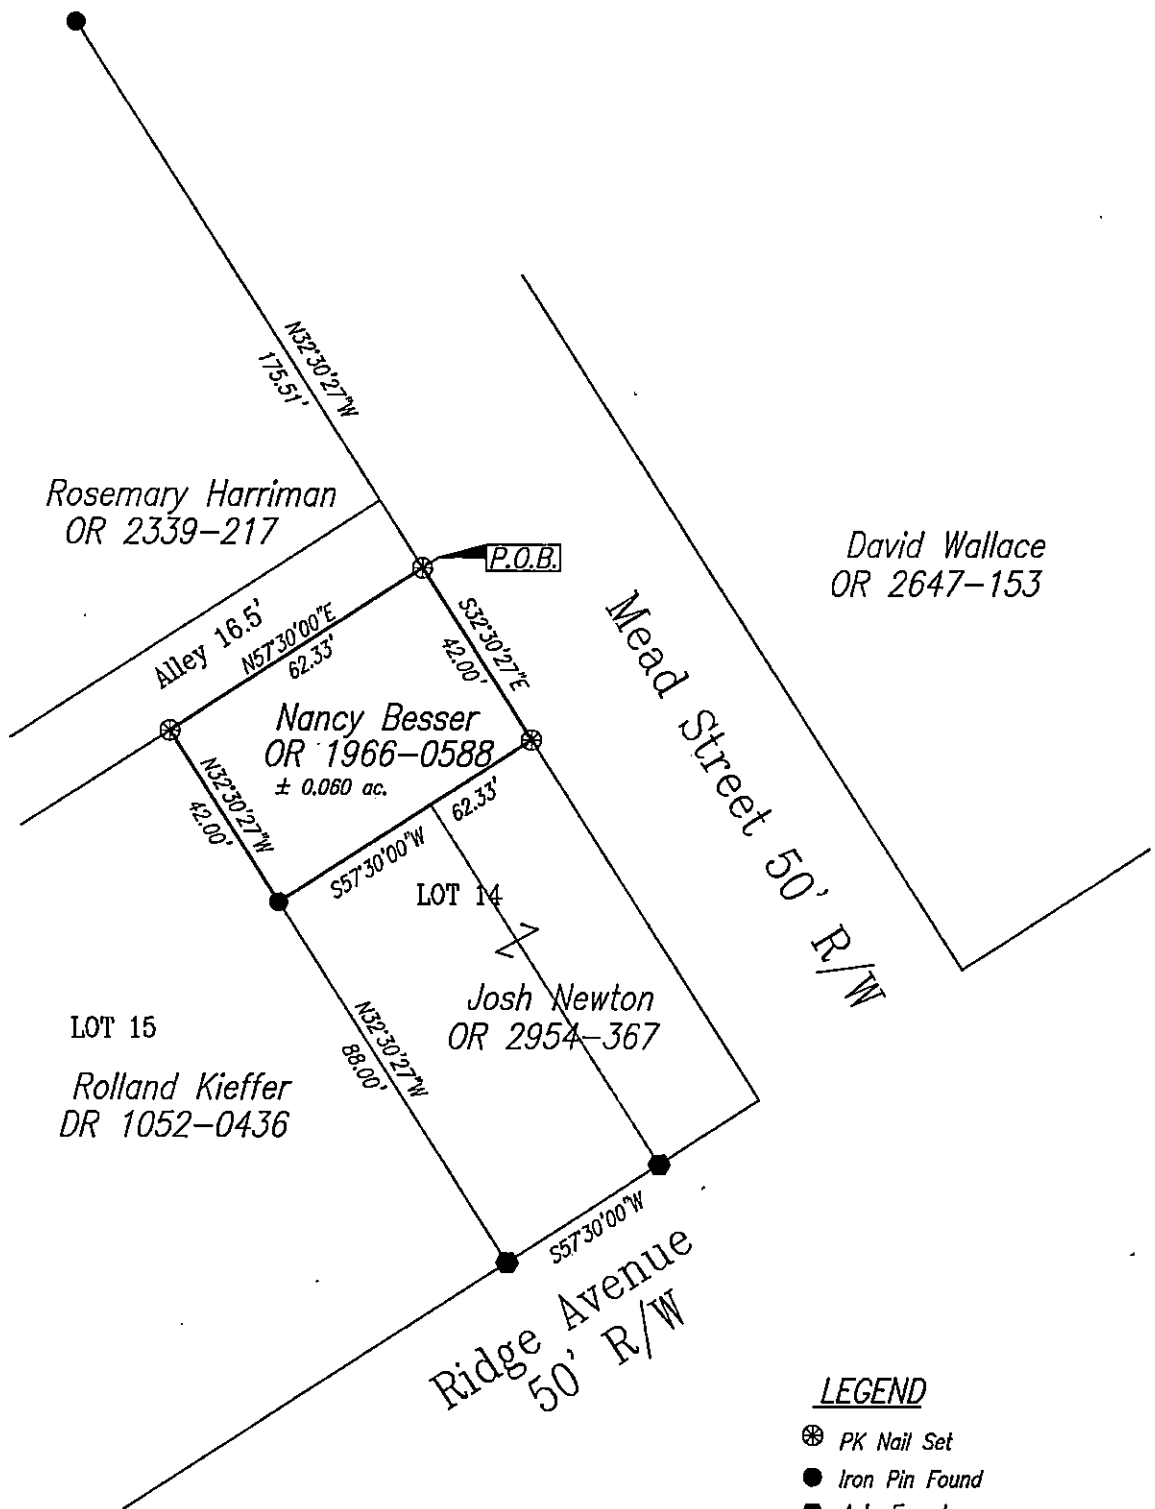 N32°30'27"W
175.51'
Rosemary Harriman
OR 2339-217
P.O.B.
David Wallace
OR 2647-153
Alley 16.5'
N57°30'00"E
62.33'
S32°30'27"E
42.00'
Mead Street 50' R/W
Nancy Besser
OR 1966-0588
± 0.060 ac.
N32°30'27"W
42.00'
S57°30'00"W
62.33'
LOT 14
Josh Newton
OR 2954-367
LOT 15
Rolland Kieffer
DR 1052-0436
N32°30'27"W
88.00'
S57°30'00"W
Ridge Avenue
50' R/W
LEGEND
PK Nail Set
Iron Pin Found